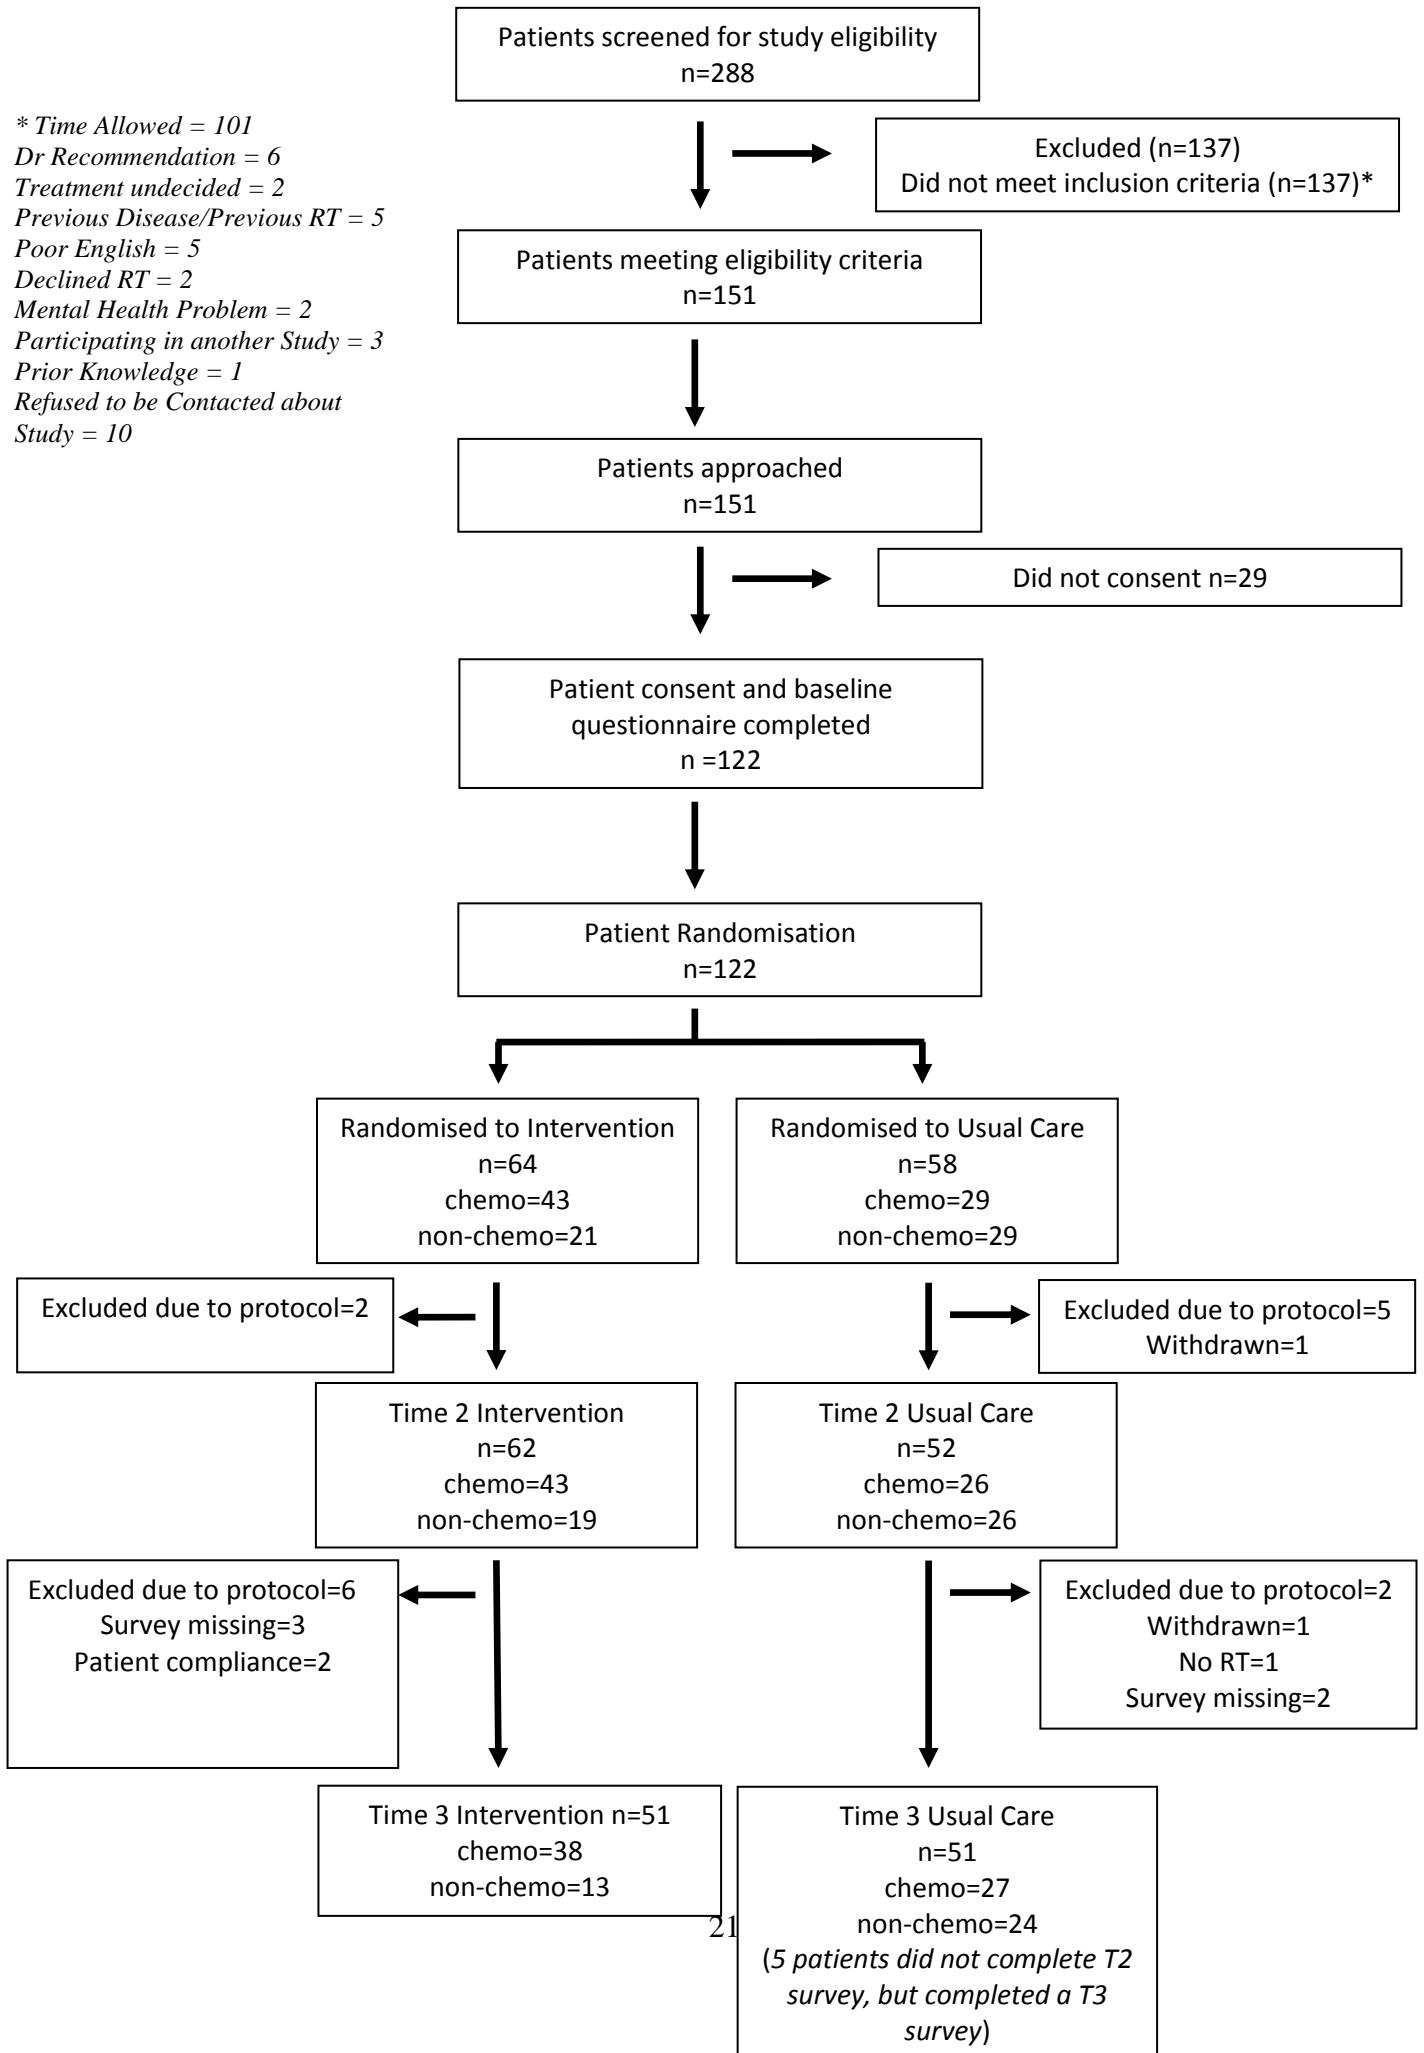 Patients screened for study eligibility
n=288
* Time Allowed = 101
Dr Recommendation = 6
Treatment undecided = 2
Previous Disease/Previous RT = 5
Poor English = 5
Declined RT = 2
Mental Health Problem = 2
Participating in another Study = 3
Prior Knowledge = 1
Refused to be Contacted about
Study = 10
Excluded (n=137)
Did not meet inclusion criteria (n=137)*
Patients meeting eligibility criteria
n=151
Patients approached
n=151
Did not consent n=29
Patient consent and baseline
questionnaire completed
n =122
Patient Randomisation
n=122
Randomised to Intervention
n=64
chemo=43
non-chemo=21
Randomised to Usual Care
n=58
chemo=29
non-chemo=29
Excluded due to protocol=2
Excluded due to protocol=5
Withdrawn=1
Time 2 Intervention
n=62
chemo=43
non-chemo=19
Time 2 Usual Care
n=52
chemo=26
non-chemo=26
Excluded due to protocol=6
Survey missing=3
Patient compliance=2
Excluded due to protocol=2
Withdrawn=1
No RT=1
Survey missing=2
Time 3 Intervention n=51
chemo=38
non-chemo=13
Time 3 Usual Care
n=51
chemo=27
non-chemo=24
(5 patients did not complete T2
survey, but completed a T3
survey)
21